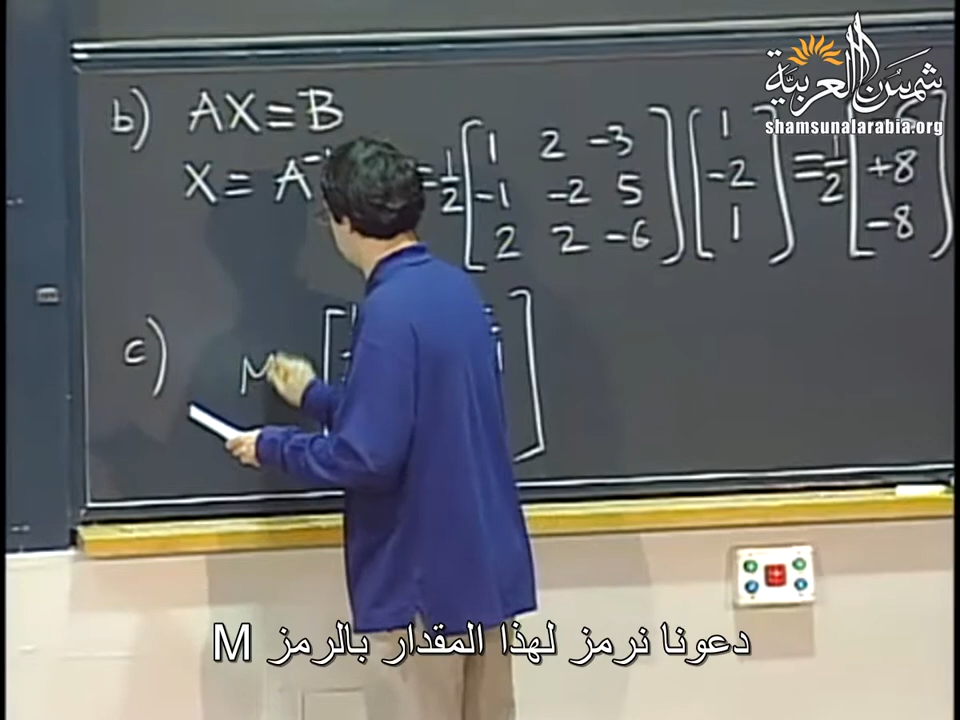 شمس العربية
shamsunalarabia.org
b) AX = B
X = A⁻¹ = 1/2 [1 2 -3; -1 -2 5; 2 2 -6] [1; -2; 1] = 1/2 [-6; +8; -8]
c) M
دعونا نرمز لهذا المقدار بالرمز M